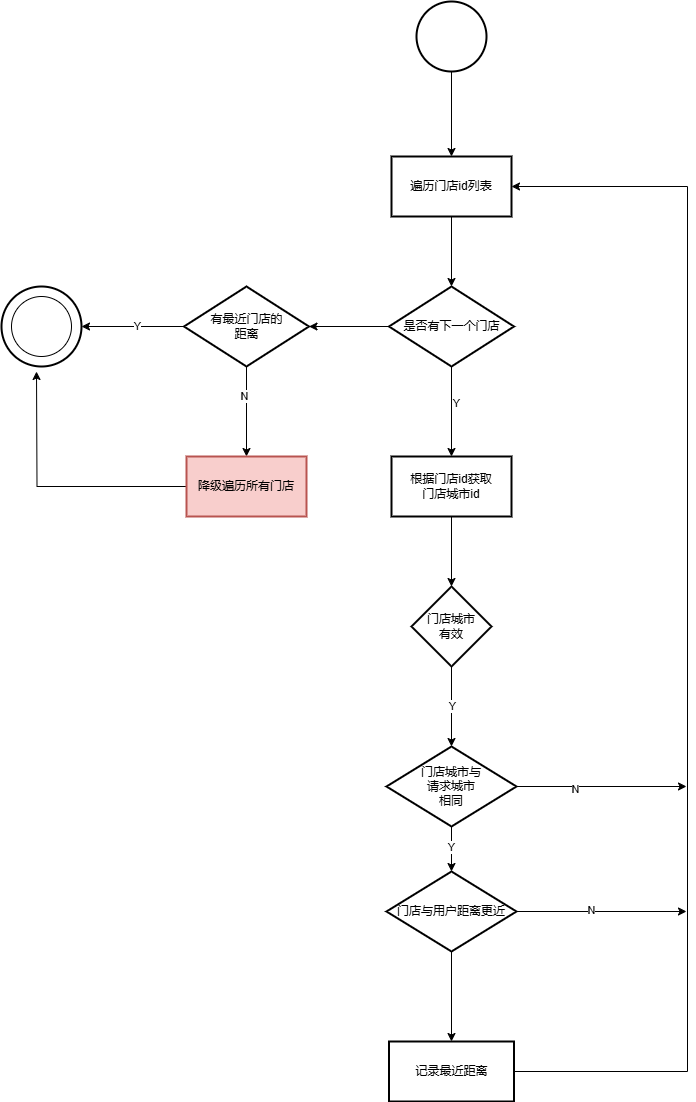 遍历门店id列表
是否有下一个门店
有最近门店的
距离
Y
N
Y
降级遍历所有门店
根据门店id获取
门店城市id
门店城市
有效
Y
门店城市与
请求城市
相同
N
Y
门店与用户距离更近
N
记录最近距离